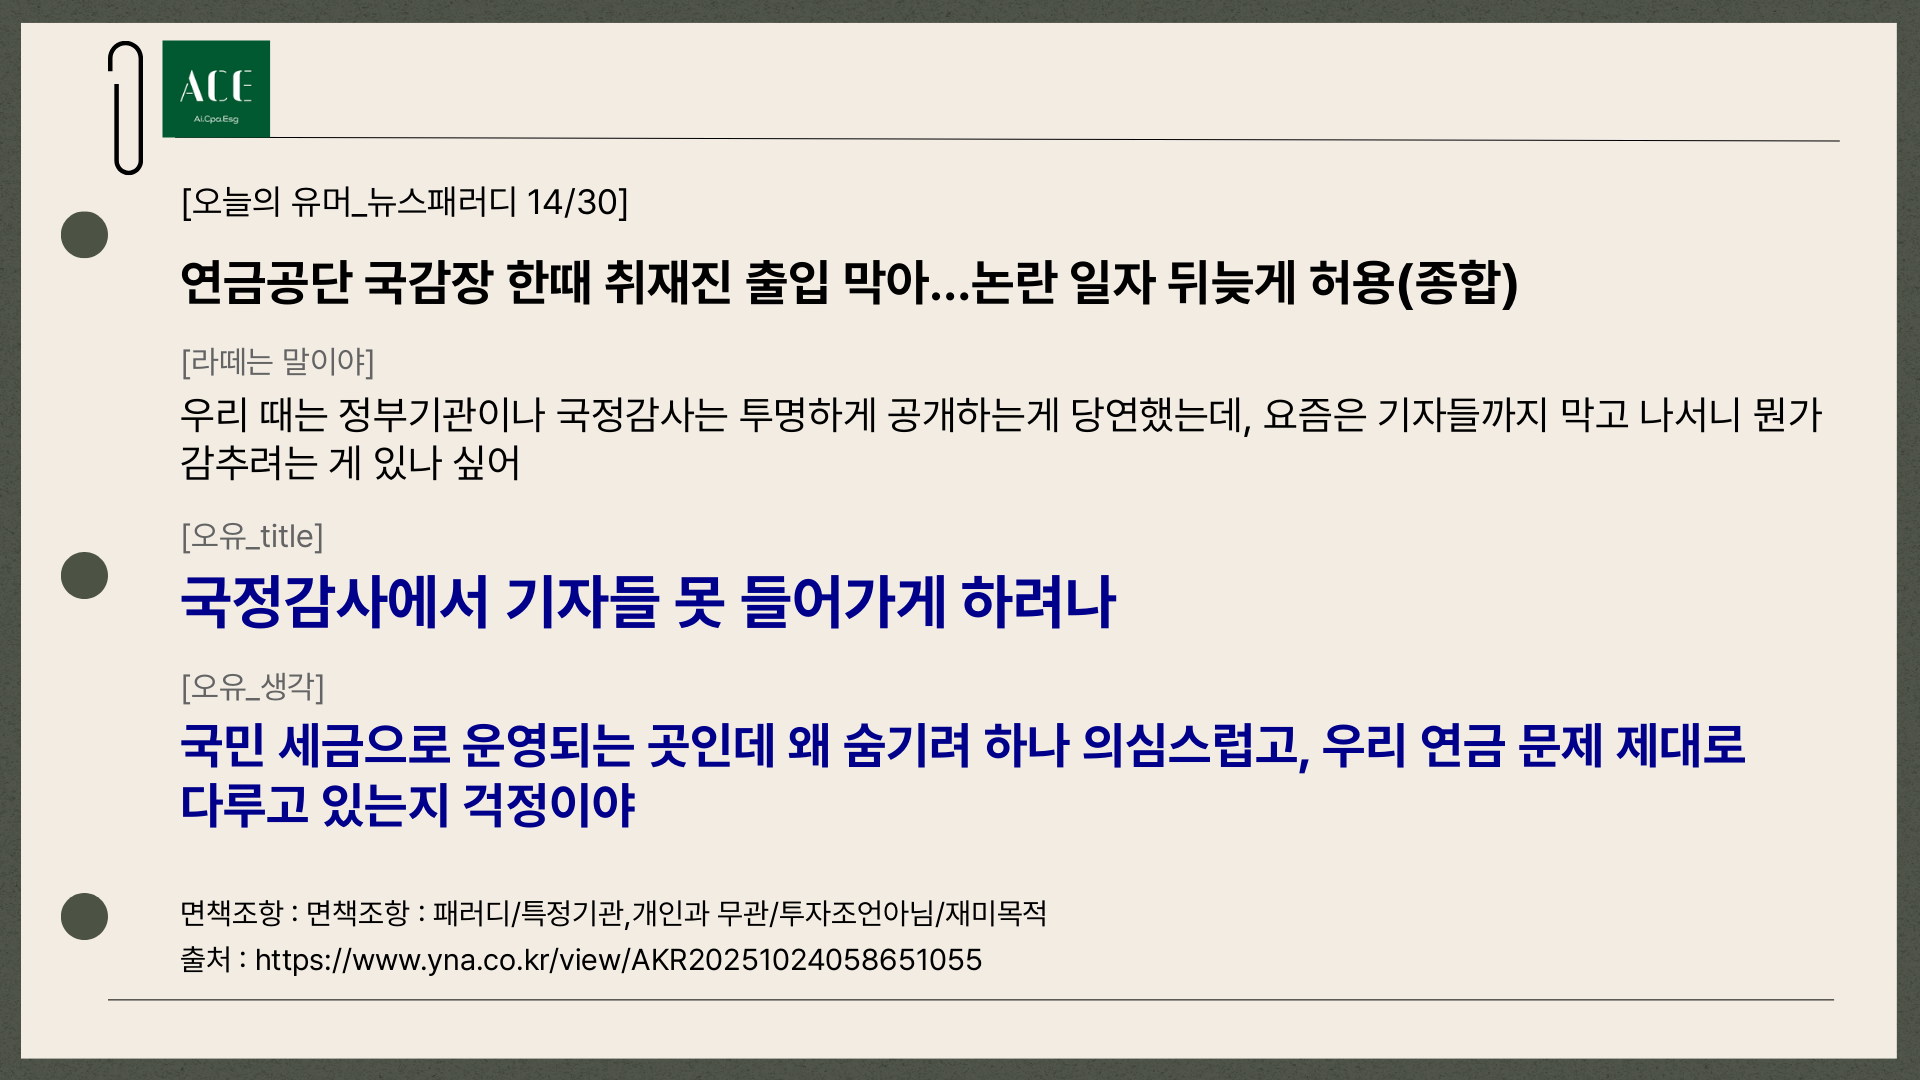 ACE
Ai.Cpa.Esg
[오늘의 유머_뉴스패러디 14/30]
연금공단 국감장 한때 취재진 출입 막아…논란 일자 뒤늦게 허용(종합)
[라떼는 말이야]
우리 때는 정부기관이나 국정감사는 투명하게 공개하는게 당연했는데, 요즘은 기자들까지 막고 나서니 뭔가
감추려는 게 있나 싶어
[오유_title]
국정감사에서 기자들 못 들어가게 하려나
[오유_생각]
국민 세금으로 운영되는 곳인데 왜 숨기려 하나 의심스럽고, 우리 연금 문제 제대로
다루고 있는지 걱정이야
면책조항 : 면책조항 : 패러디/특정기관,개인과 무관/투자조언아님/재미목적
출처 : https://www.yna.co.kr/view/AKR20251024058651055